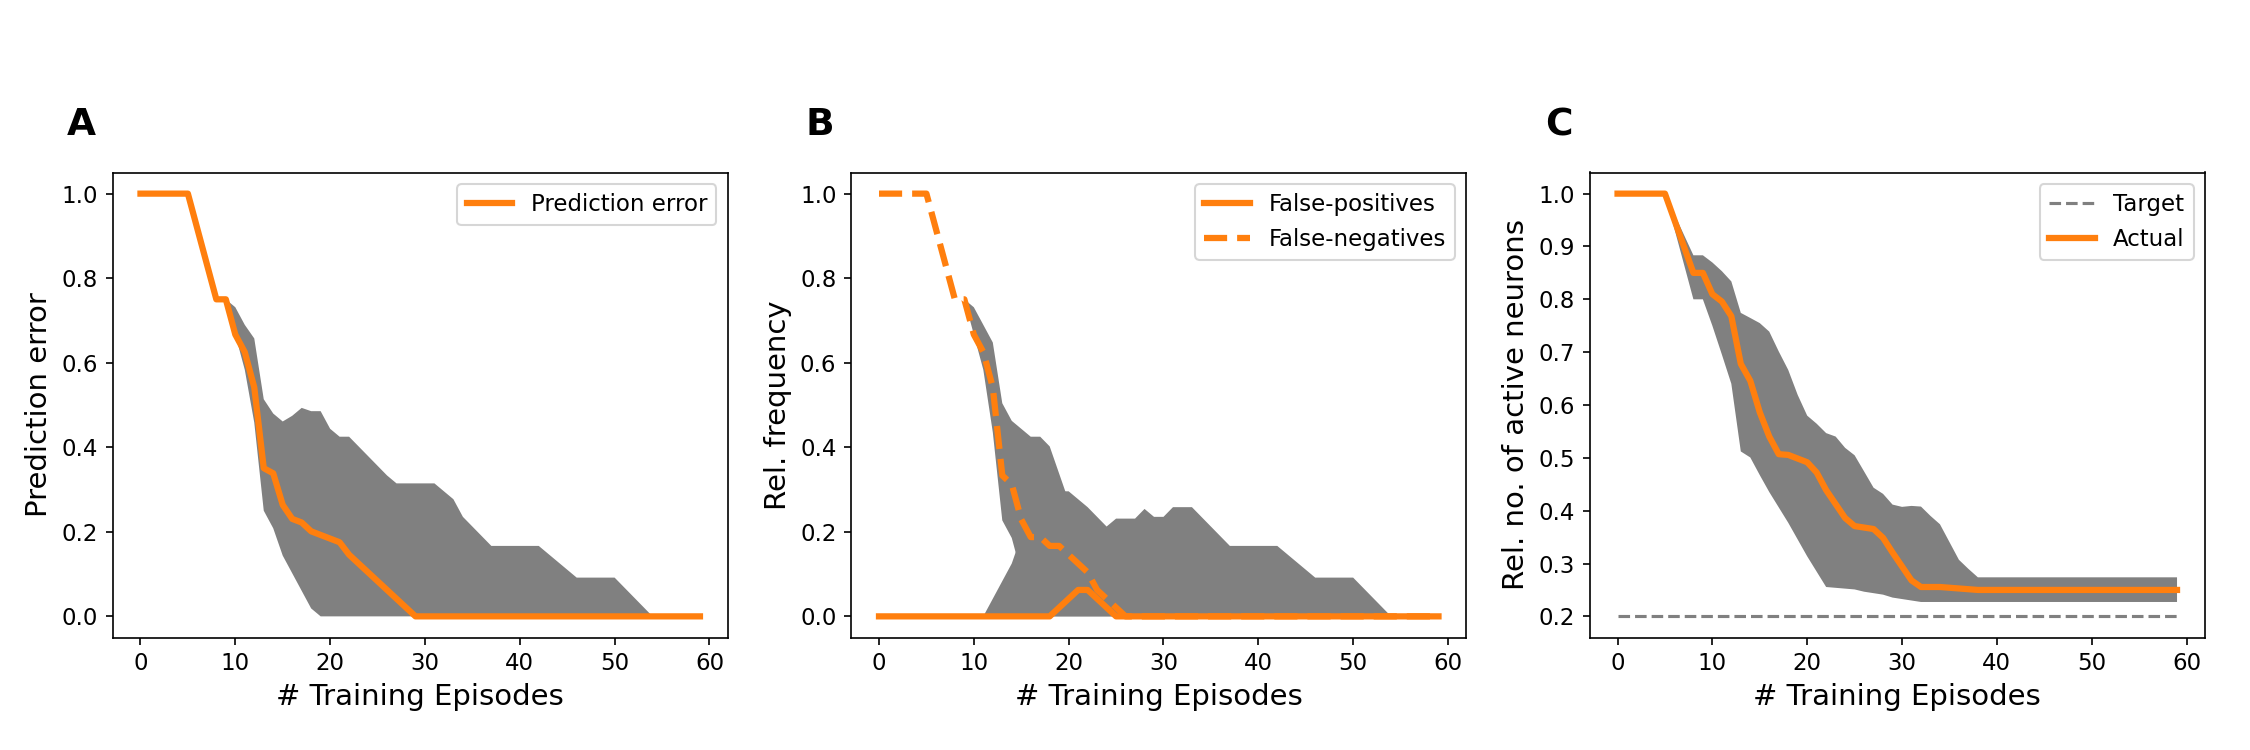 A
B
C
Prediction error
1.0
0.8
0.6
0.4
0.2
0.0
0 10 20 30 40 50 60
# Training Episodes
Prediction error
Rel. frequency
1.0
0.8
0.6
0.4
0.2
0.0
0 10 20 30 40 50 60
# Training Episodes
False-positives
False-negatives
Rel. no. of active neurons
1.0
0.9
0.8
0.7
0.6
0.5
0.4
0.3
0.2
0 10 20 30 40 50 60
# Training Episodes
Target
Actual